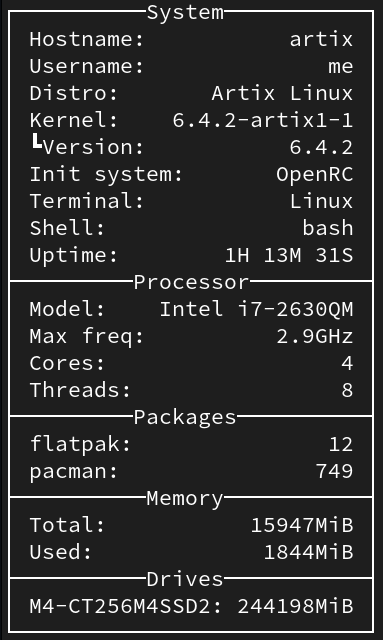 System
Hostname: artix
Username: me
Distro: Artix Linux
Kernel: 6.4.2-artix1-1
┗Version: 6.4.2
Init system: OpenRC
Terminal: Linux
Shell: bash
Uptime: 1H 13M 31S
Processor
Model: Intel i7-2630QM
Max freq: 2.9GHz
Cores: 4
Threads: 8
Packages
flatpak: 12
pacman: 749
Memory
Total: 15947MiB
Used: 1844MiB
Drives
M4-CT256M4SSD2: 244198MiB